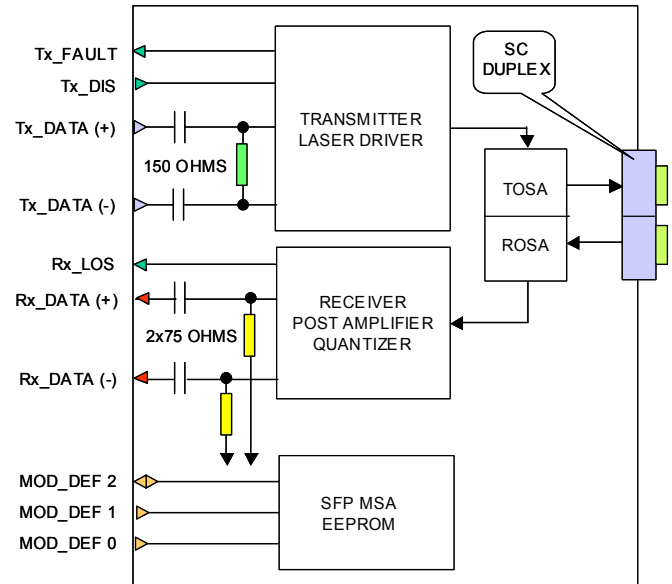 Tx_FAULT
Tx_DIS
Tx_DATA (+)
150 OHMS
Tx_DATA (-)
TRANSMITTER
LASER DRIVER
SC
DUPLEX
TOSA
ROSA
Rx_LOS
Rx_DATA (+)
2x75 OHMS
Rx_DATA (-)
RECEIVER
POST AMPLIFIER
QUANTIZER
MOD_DEF 2
MOD_DEF 1
MOD_DEF 0
SFP MSA
EEPROM